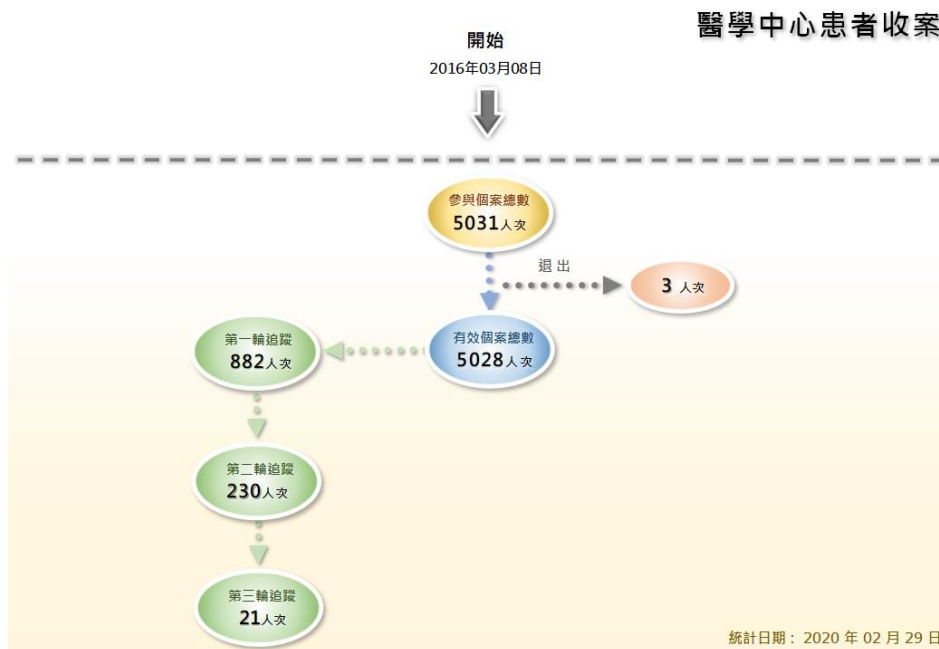 醫學中心患者收案
開始
2016年03月08日
參與個案總數
5031人次
退出
3 人次
有效個案總數
5028人次
第一輪追蹤
882人次
第二輪追蹤
230人次
第三輪追蹤
21人次
統計日期：2020 年 02 月 29 日